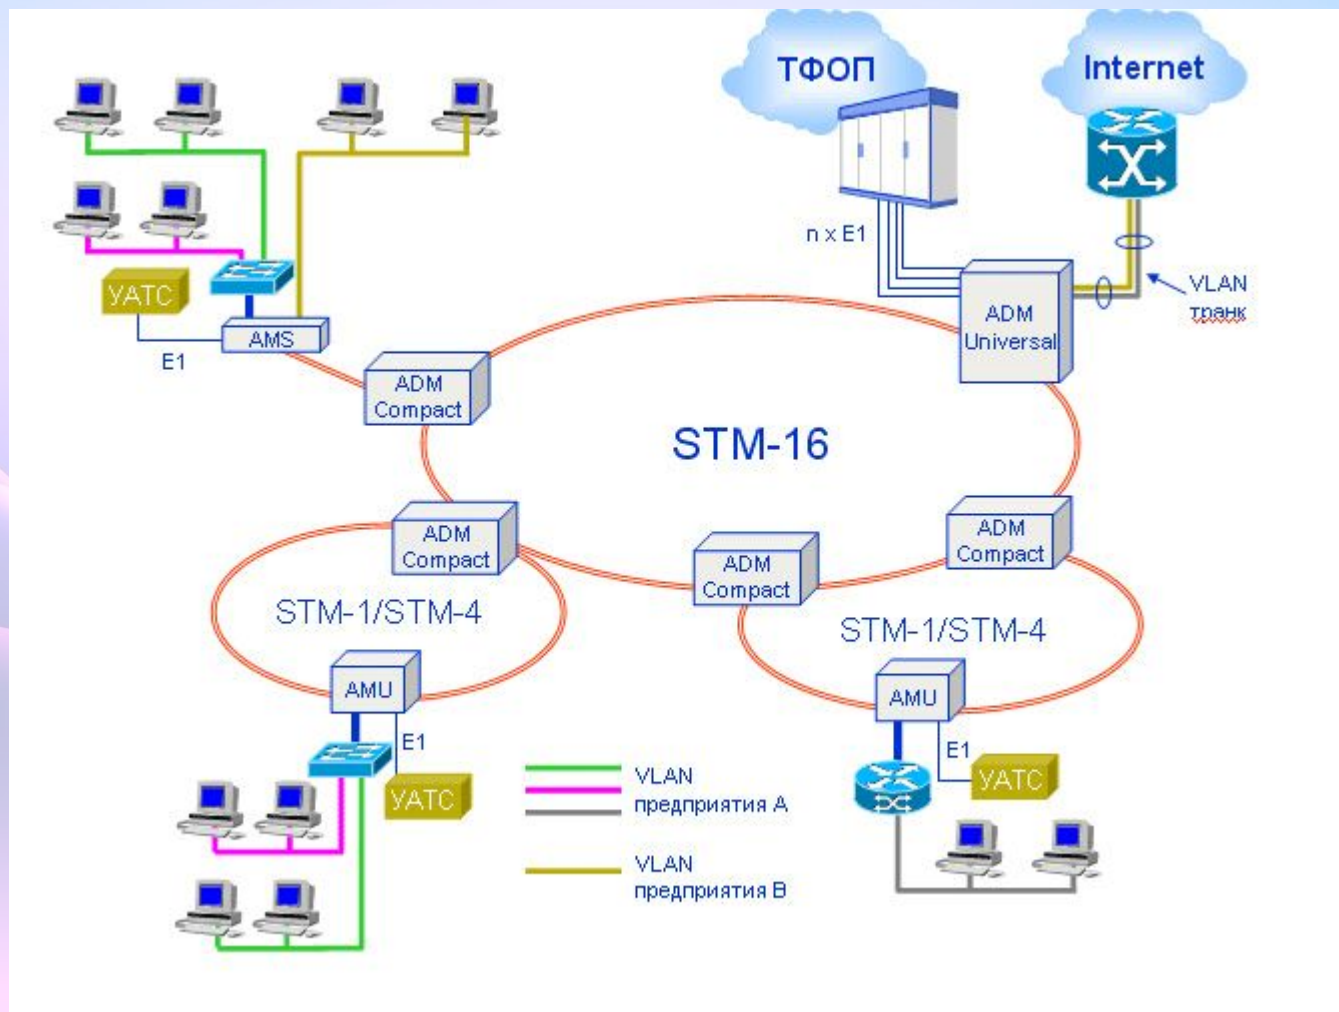 ТФОП
Internet
n x E1
VLAN
транк
ADM
Universal
УАТС
E1
AMS
ADM
Compact
STM-16
ADM
Compact
ADM
Compact
ADM
Compact
STM-1/STM-4
STM-1/STM-4
AMU
E1
УАТС
AMU
E1
УАТС
VLAN
предприятия А
VLAN
предприятия В